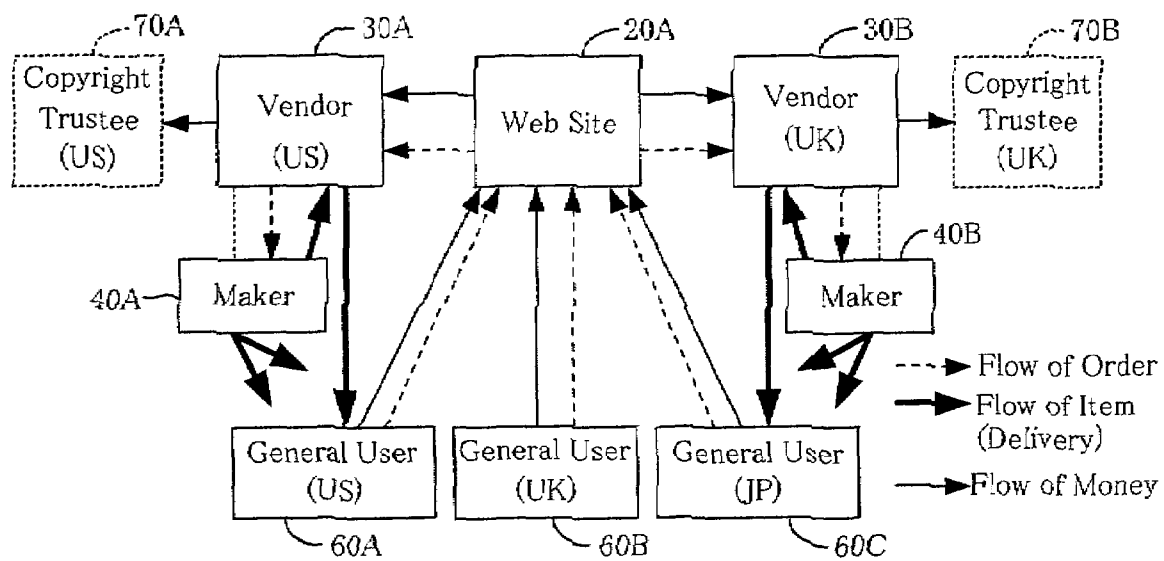 70A
30A
20A
30B
70B
Copyright
Trustee
(US)
Vendor
(US)
Web Site
Vendor
(UK)
Copyright
Trustee
(UK)
40A
Maker
40B
Maker
Flow of Order
Flow of Item
(Delivery)
Flow of Money
General User
(US)
General User
(UK)
General User
(JP)
60A
60B
60C